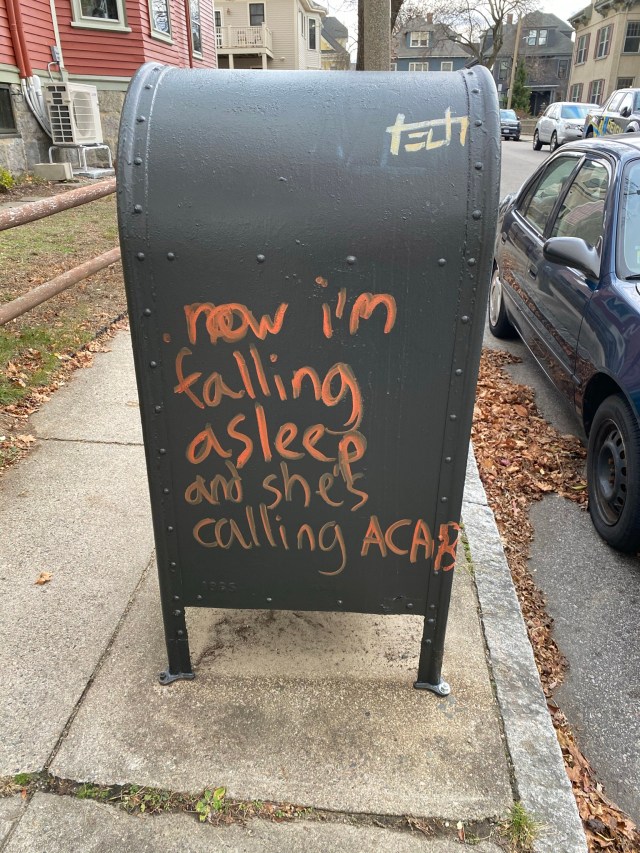 TECH
now i'm
falling
asleep
and she's
calling ACAB